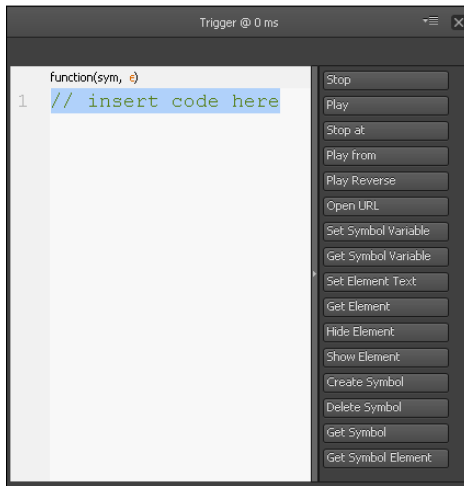 Trigger @ 0 ms
function(sym, e)
1 // insert code here
Stop
Play
Stop at
Play from
Play Reverse
Open URL
Set Symbol Variable
Get Symbol Variable
Set Element Text
Get Element
Hide Element
Show Element
Create Symbol
Delete Symbol
Get Symbol
Get Symbol Element